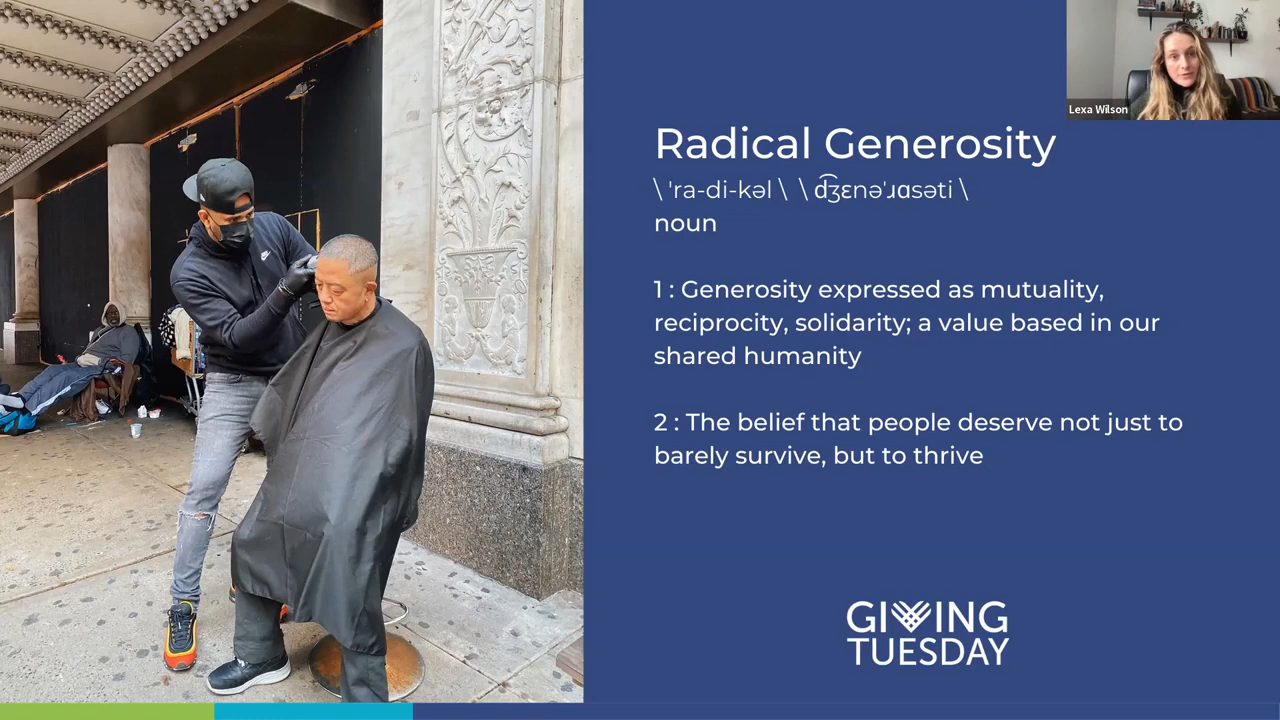 Lexa Wilson
Radical Generosity
\ 'ra-di-kəl \ \ d͡ʒɛnəˈɹɑsəti \
noun
1 : Generosity expressed as mutuality,
reciprocity, solidarity; a value based in our
shared humanity
2 : The belief that people deserve not just to
barely survive, but to thrive
GIVING
TUESDAY